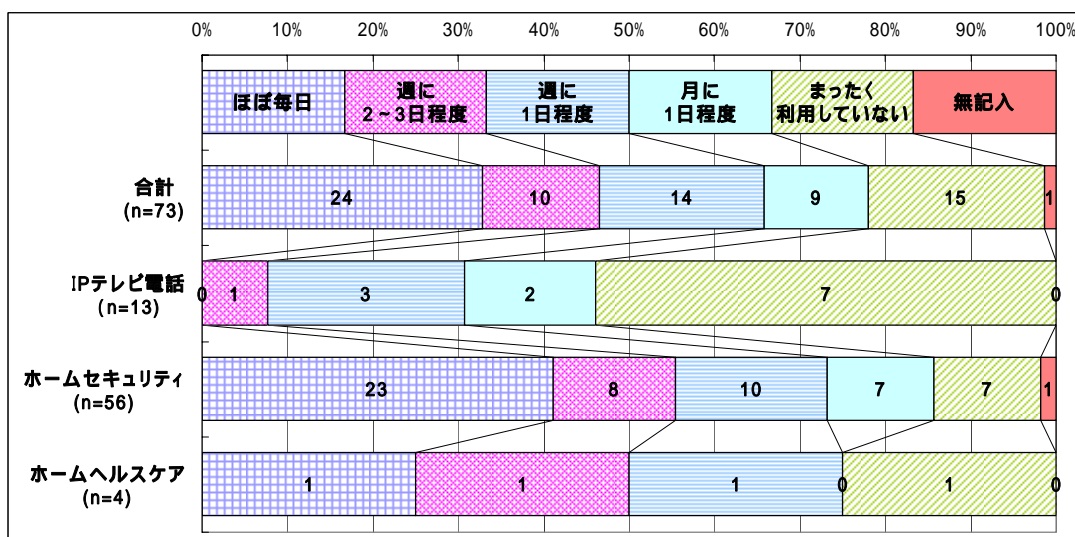 0% 10% 20% 30% 40% 50% 60% 70% 80% 90% 100%
ほぼ毎日
週に
2~3日程度
週に
1日程度
月に
1日程度
まったく
利用していない
無記入
合計
(n=73)
24 10 14 9 15 1
IPテレビ電話
(n=13)
0 1 3 2 7 0
ホームセキュリティ
(n=56)
23 8 10 7 7 1
ホームヘルスケア
(n=4)
1 1 1 0 1 0